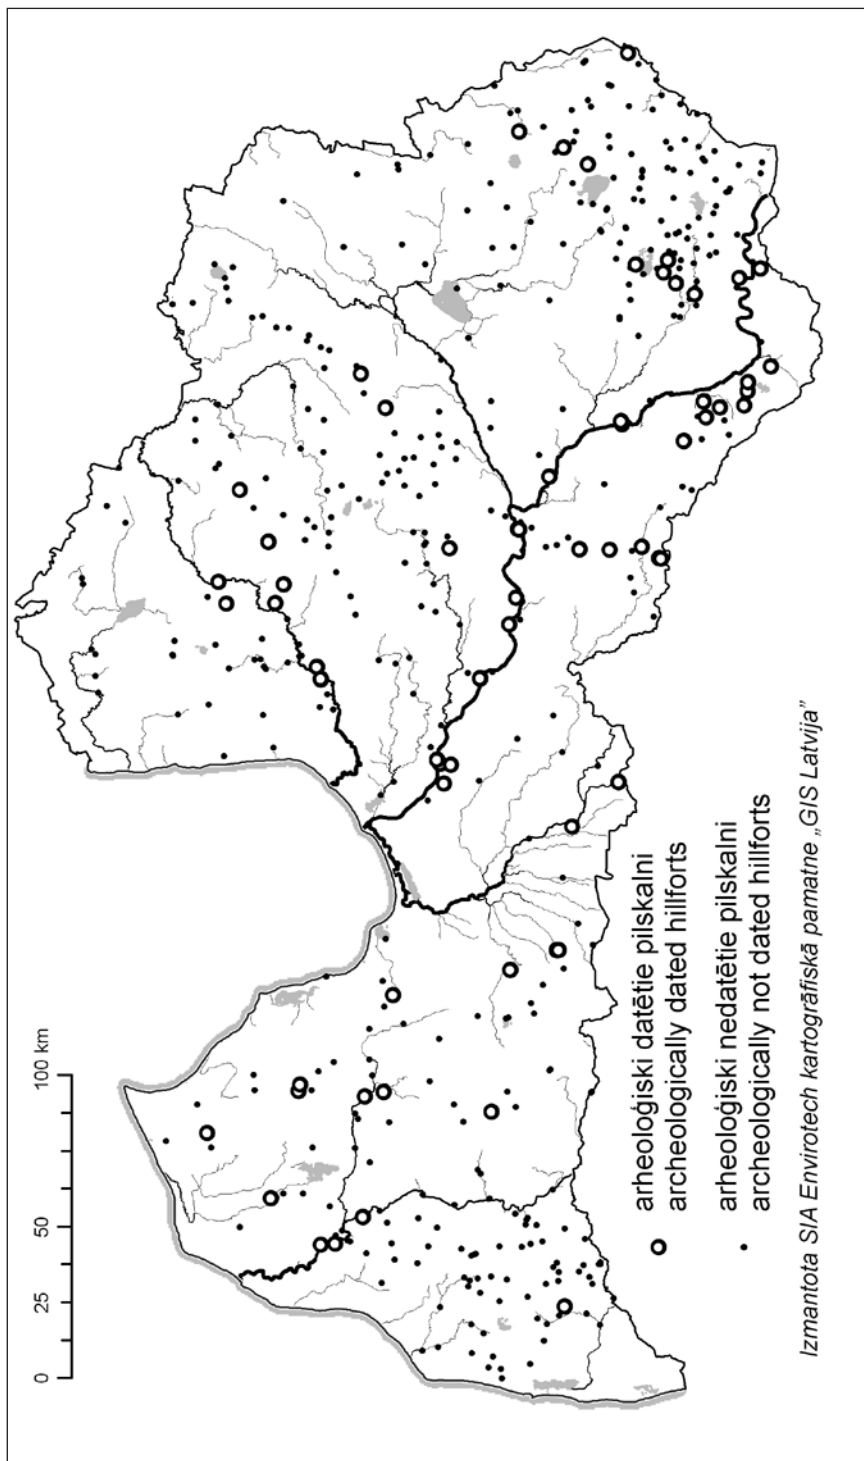 0 25 50 100 km
arheoloģiski datētie pilskalni
archeologically dated hillforts
arheoloģiski nedatētie pilskalni
archeologically not dated hillforts
Izmantota SIA Envirotech kartogrāfiskā pamatne „GIS Latvija”